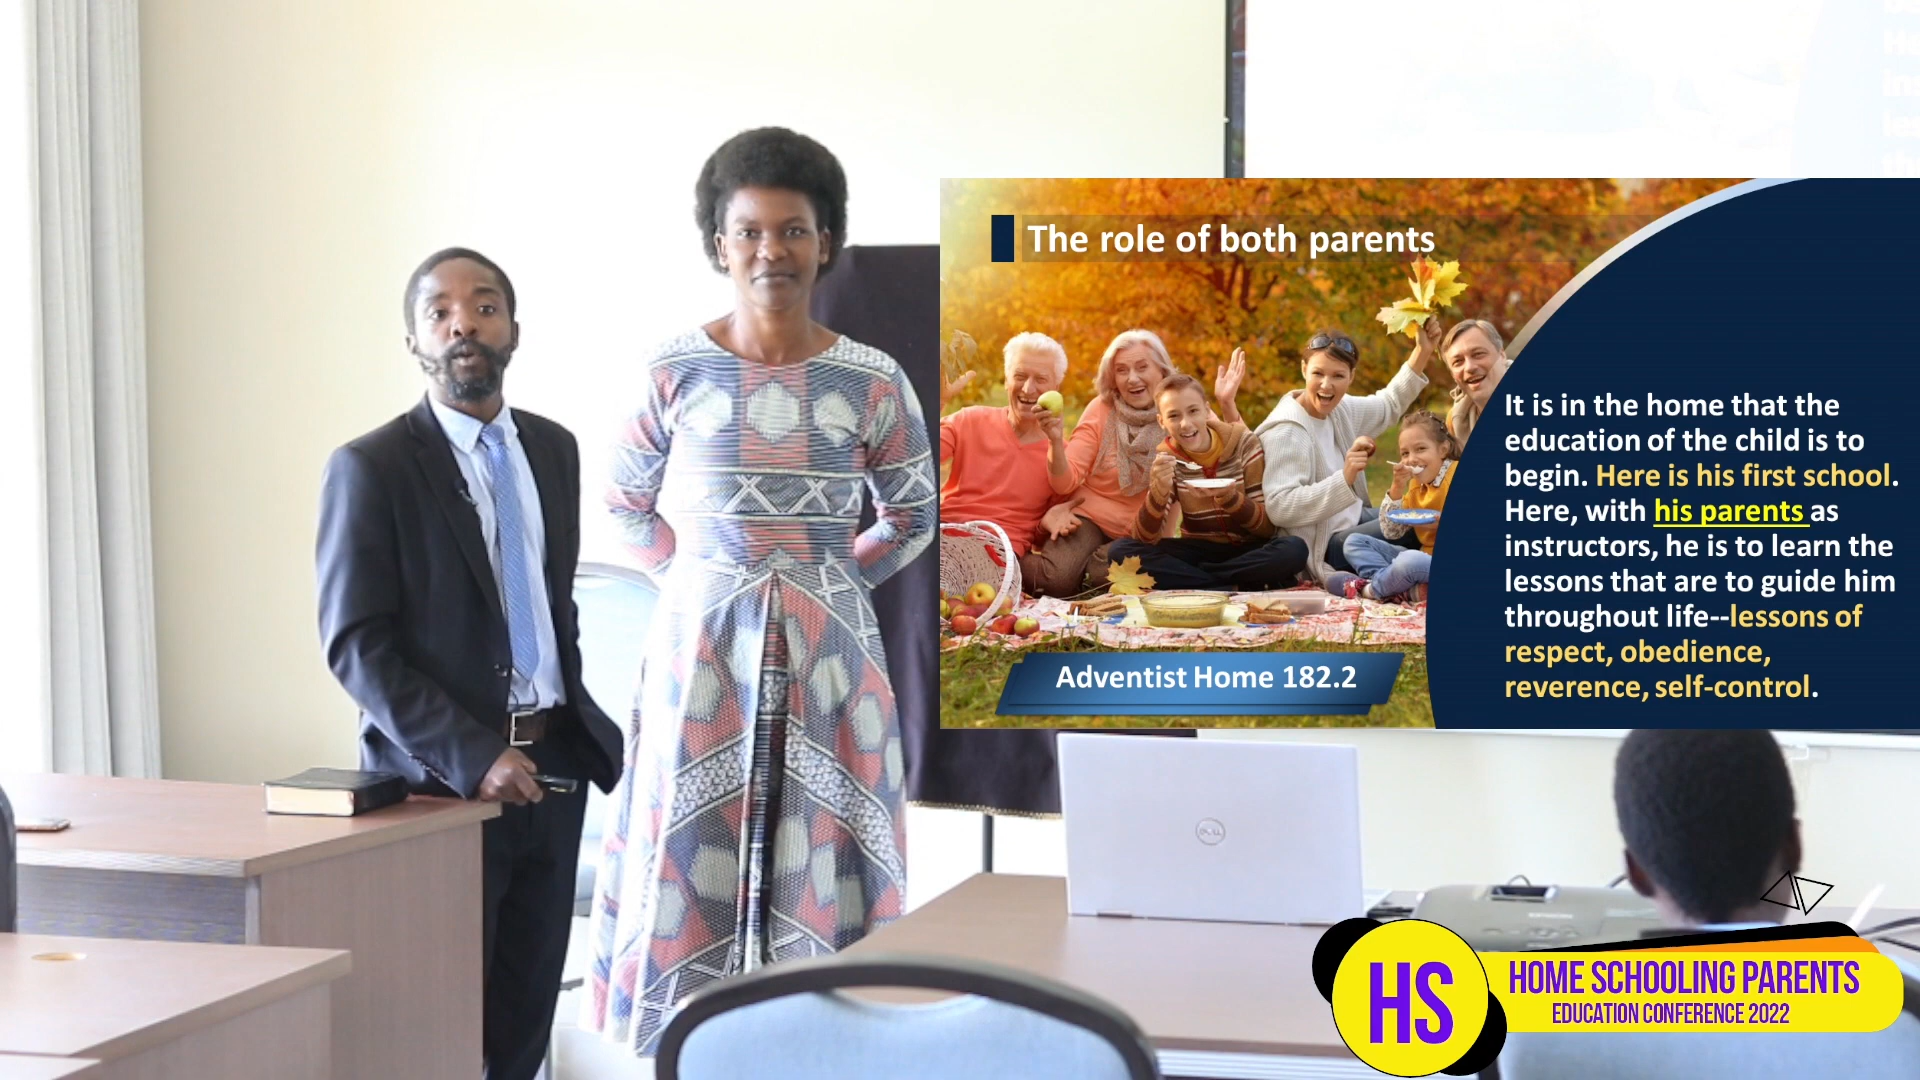 The role of both parents
It is in the home that the
education of the child is to
begin. Here is his first school.
Here, with his parents as
instructors, he is to learn the
lessons that are to guide him
throughout life--lessons of
respect, obedience,
reverence, self-control.
Adventist Home 182.2
DELL
EPSON
HS
HOME SCHOOLING PARENTS
EDUCATION CONFERENCE 2022